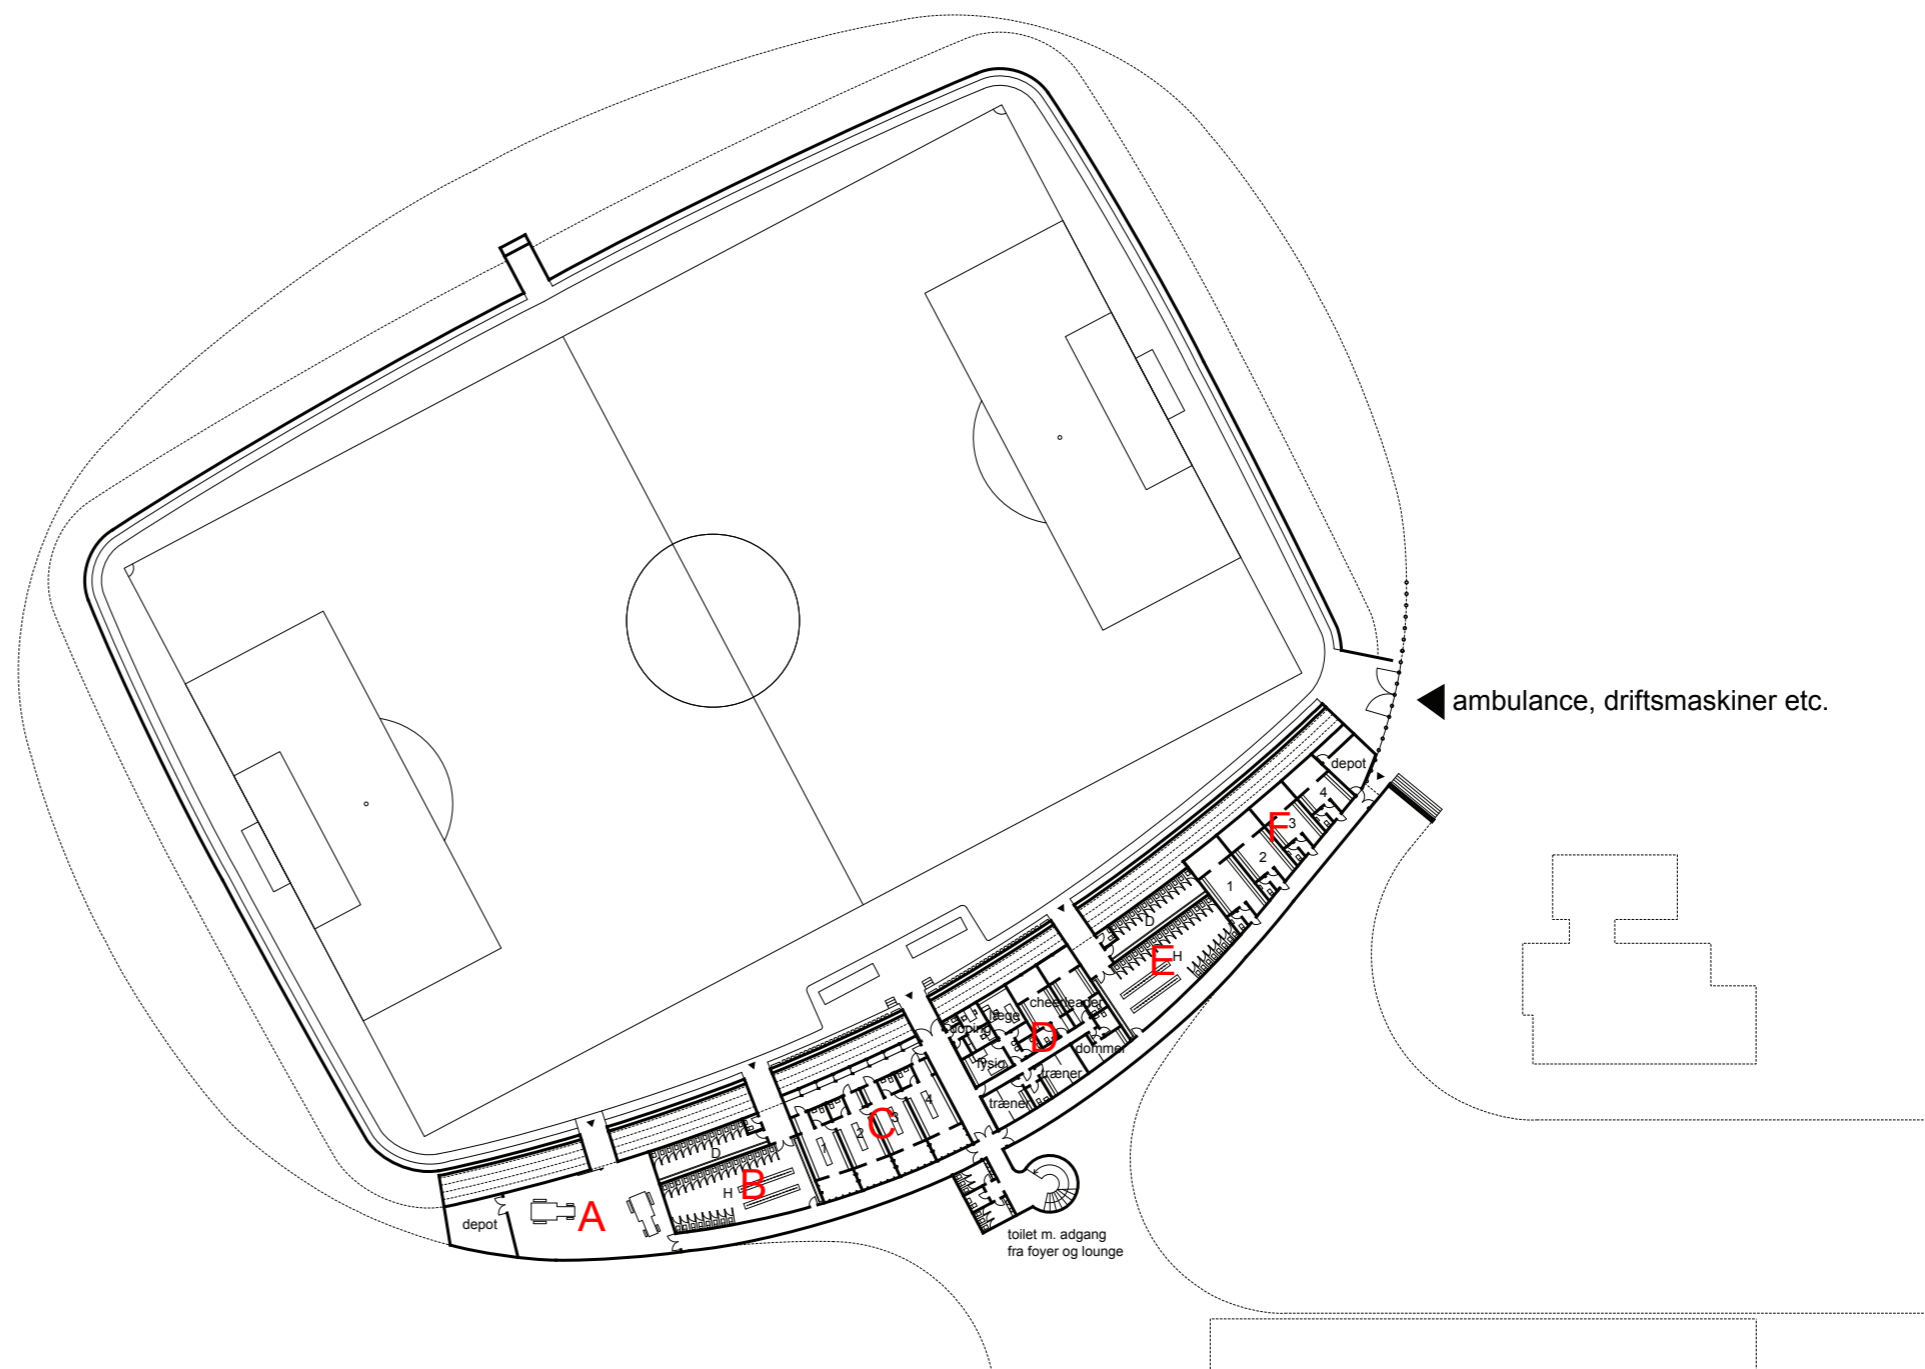 ambulance, driftsmaskiner etc.
depot
4
F
3
2
1
D
E
H
cheerleader
læge
doping
D
dommer
fysio
træner
træner
4
3
C
2
1
D
B
H
A
depot
toilet m. adgang
fra foyer og lounge